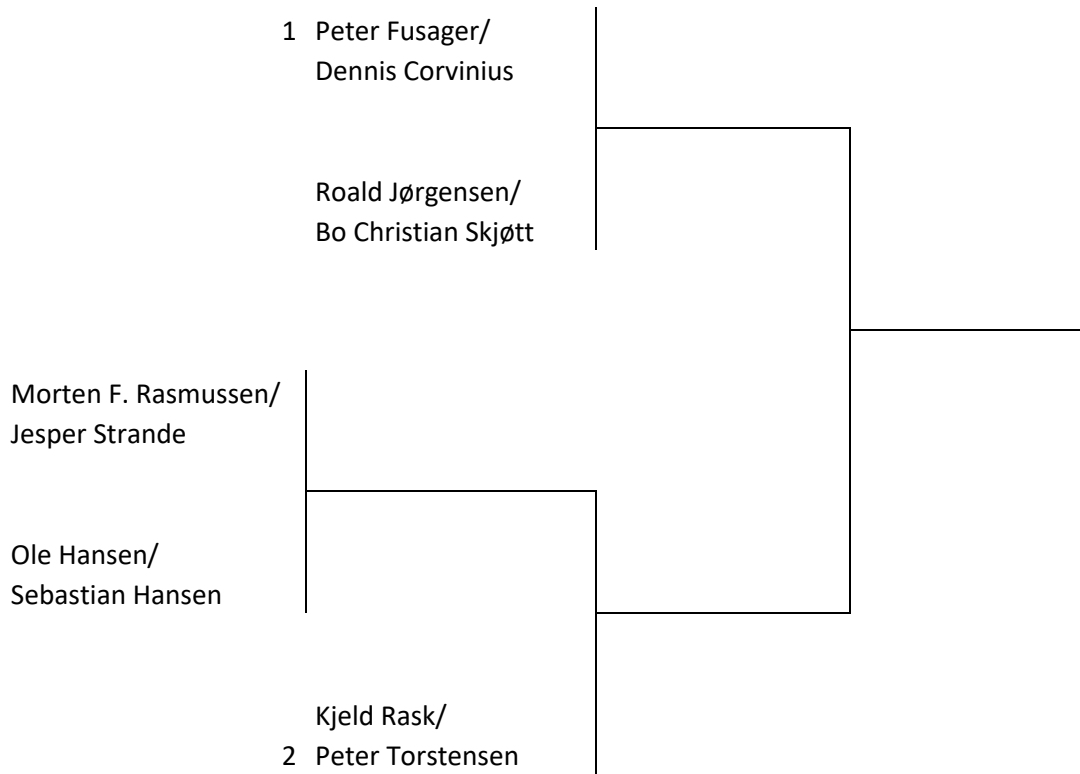 1 Peter Fusager/
Dennis Corvinius
Roald Jørgensen/
Bo Christian Skjøtt
Morten F. Rasmussen/
Jesper Strande
Ole Hansen/
Sebastian Hansen
Kjeld Rask/
2 Peter Torstensen